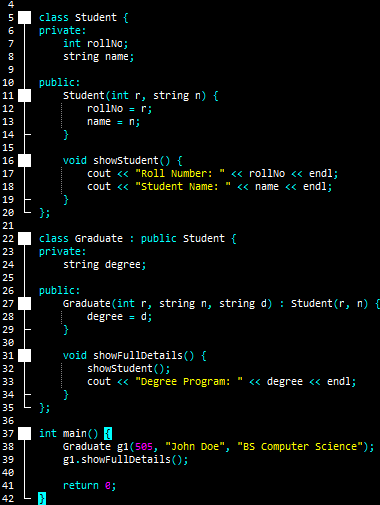 4
5 class Student {
6 private:
7 int rollNo;
8 string name;
9
10 public:
11 Student(int r, string n) {
12 rollNo = r;
13 name = n;
14 }
15
16 void showStudent() {
17 cout << "Roll Number: " << rollNo << endl;
18 cout << "Student Name: " << name << endl;
19 }
20 };
21
22 class Graduate : public Student {
23 private:
24 string degree;
25
26 public:
27 Graduate(int r, string n, string d) : Student(r, n) {
28 degree = d;
29 }
30
31 void showFullDetails() {
32 showStudent();
33 cout << "Degree Program: " << degree << endl;
34 }
35 };
36
37 int main() {
38 Graduate g1(505, "John Doe", "BS Computer Science");
39 g1.showFullDetails();
40
41 return 0;
42 }